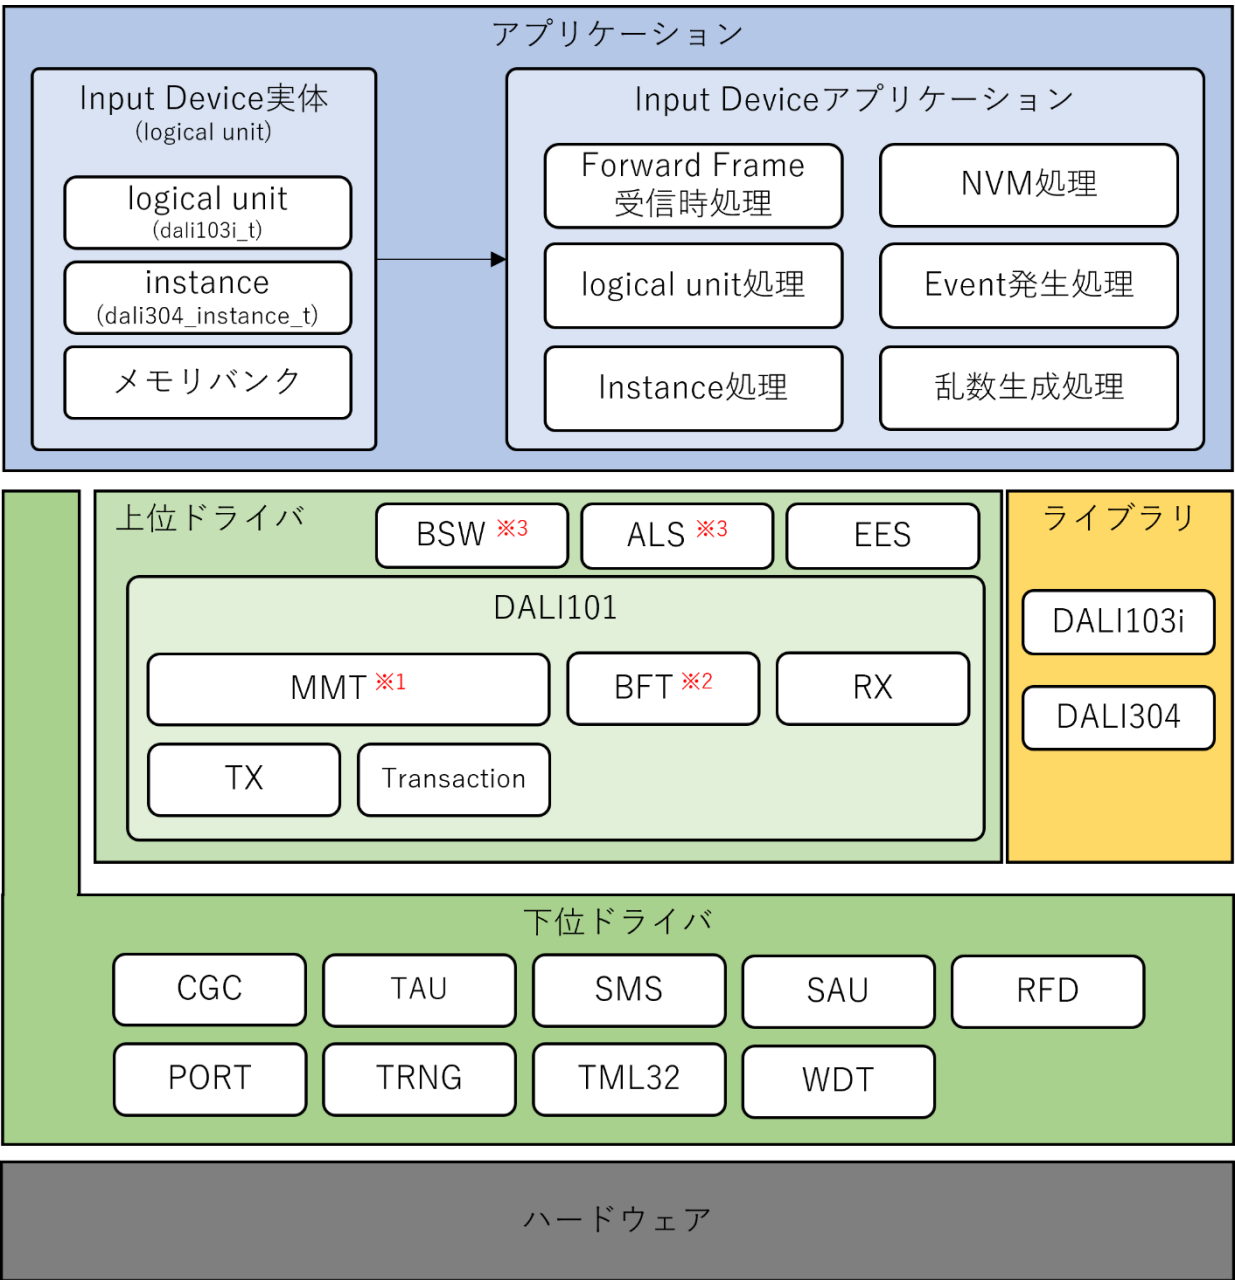 アプリケーション
Input Device実体
(logical unit)
logical unit
(dali103i_t)
instance
(dali304_instance_t)
メモリバンク
Input Deviceアプリケーション
Forward Frame
受信時処理
NVM処理
logical unit処理
Event発生処理
Instance処理
乱数生成処理
上位ドライバ
BSW ※3
ALS ※3
EES
DALI101
MMT ※1
BFT ※2
RX
TX
Transaction
ライブラリ
DALI103i
DALI304
下位ドライバ
CGC
TAU
SMS
SAU
RFD
PORT
TRNG
TML32
WDT
ハードウェア